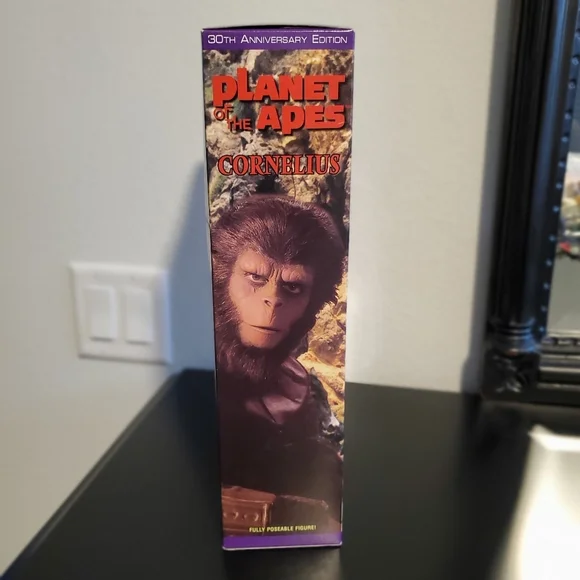 30TH ANNIVERSARY EDITION
PLANET
OF THE APES
CORNELIUS
FULLY POSEABLE FIGURE!